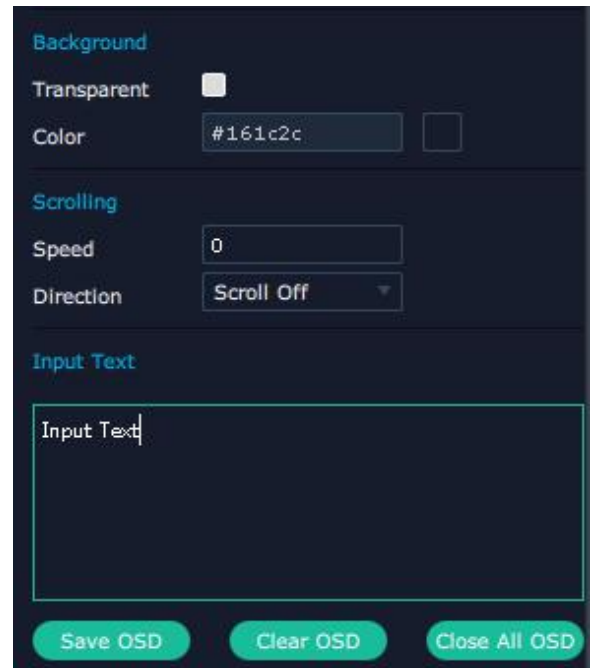 Background
Transparent
Color #161c2c
Scrolling
Speed 0
Direction Scroll Off
Input Text
Input Text
Save OSD Clear OSD Close All OSD